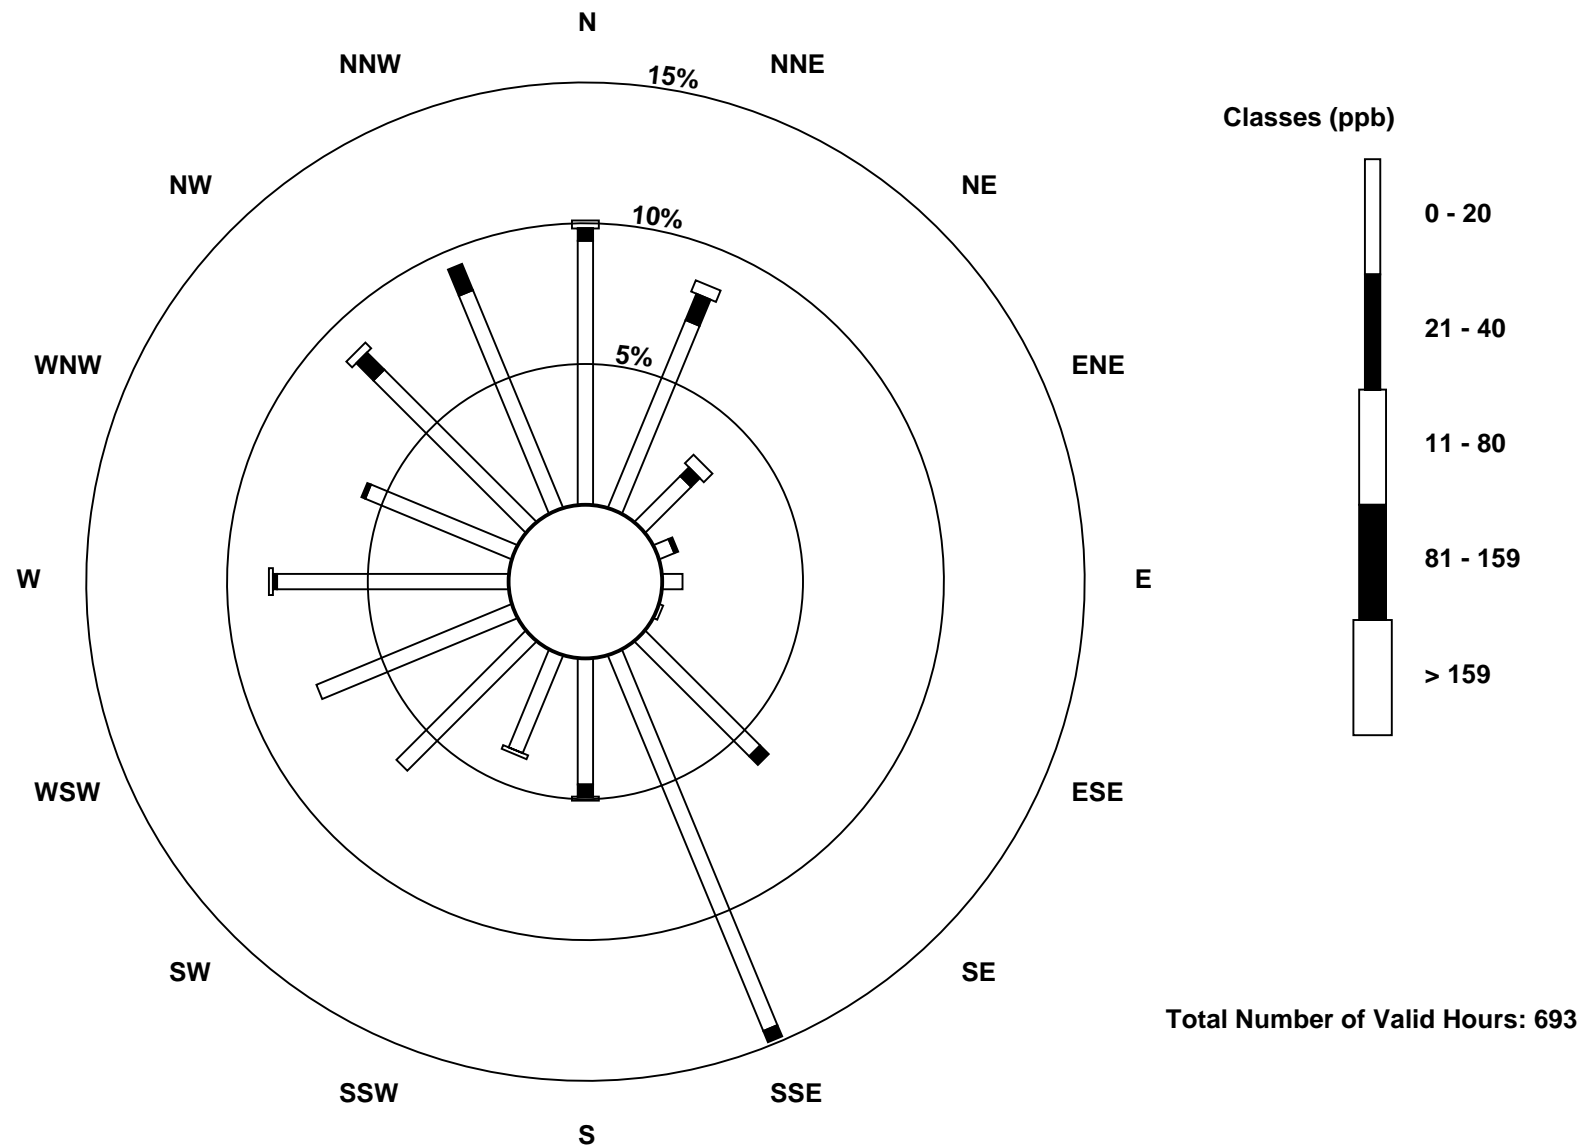 N
NNW
NNE
15%
Classes (ppb)
NW
NE
10%
0 - 20
21 - 40
5%
WNW
ENE
11 - 80
81 - 159
W
E
> 159
WSW
ESE
SW
SE
Total Number of Valid Hours: 693
SSW
SSE
S